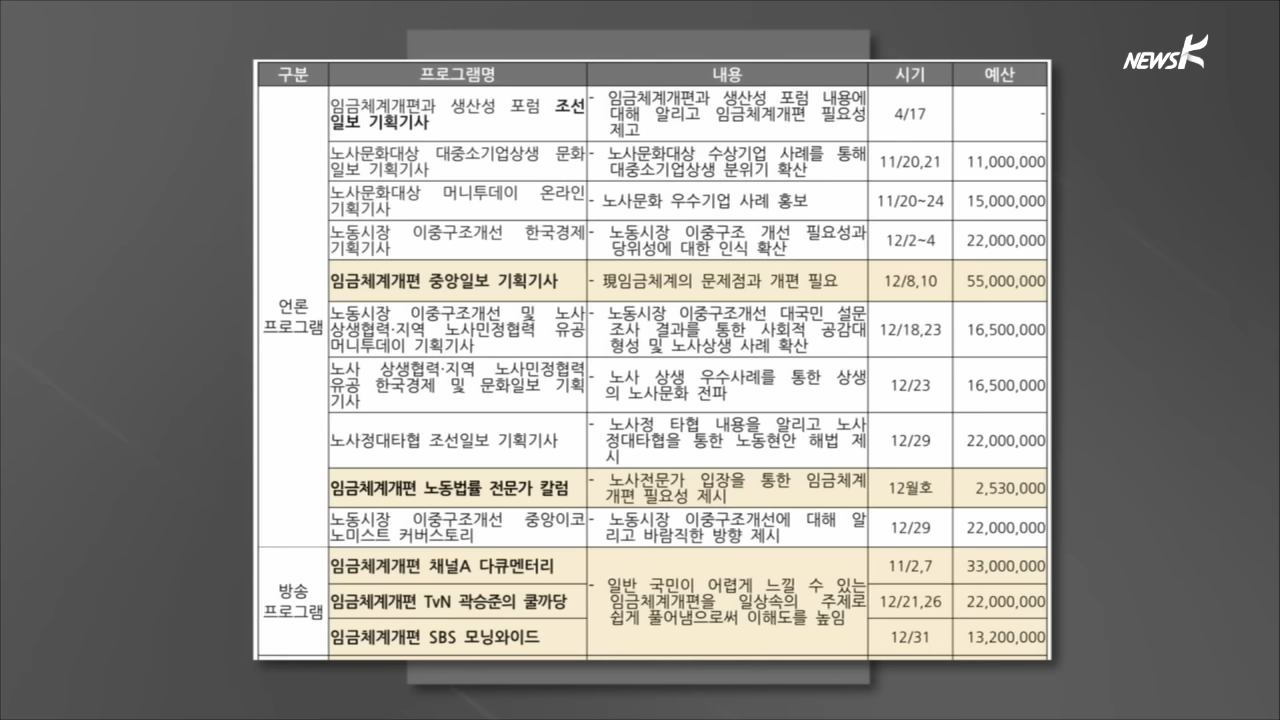 NEWS K
구분 프로그램명 내용 시기 예산
언론
프로그램
임금체계개편과 생산성 포럼 조선
일보 기획기사
- 임금체계개편과 생산성 포럼 내용에
대해 알리고 임금체계개편 필요성
제고
4/17
-
노사문화대상 대중소기업상생 문화
일보 기획기사
- 노사문화대상 수상기업 사례를 통해
대중소기업상생 분위기 확산
11/20,21
11,000,000
노사문화대상 머니투데이 온라인
기획기사
- 노사문화 우수기업 사례 홍보
11/20~24
15,000,000
노동시장 이중구조개선 한국경제
기획기사
- 노동시장 이중구조 개선 필요성과
당위성에 대한 인식 확산
12/2~4
22,000,000
임금체계개편 중앙일보 기획기사
- 現임금체계의 문제점과 개편 필요
12/8,10
55,000,000
노동시장 이중구조개선 및 노사
상생협력·지역 노사민정협력 유공
머니투데이 기획기사
- 노동시장 이중구조개선 대국민 설문
조사 결과를 통한 사회적 공감대
형성 및 노사상생 사례 확산
12/18,23
16,500,000
노사 상생협력·지역 노사민정협력
유공 한국경제 및 문화일보 기획
기사
- 노사 상생 우수사례를 통한 상생
의 노사문화 전파
12/23
16,500,000
노사정대타협 조선일보 기획기사
- 노사정 타협 내용을 알리고 노사
정대타협을 통한 노동현안 해법 제
시
12/29
22,000,000
임금체계개편 노동법률 전문가 칼럼
- 노사전문가 입장을 통한 임금체계
개편 필요성 제시
12월호
2,530,000
노동시장 이중구조개선 중앙이코
노미스트 커버스토리
- 노동시장 이중구조개선에 대해 알
리고 바람직한 방향 제시
12/29
22,000,000
방송
프로그램
임금체계개편 채널A 다큐멘터리
11/2,7
33,000,000
- 일반 국민이 어렵게 느낄 수 있는
임금체계개편을 일상속의 주제로
쉽게 풀어냄으로써 이해도를 높임
임금체계개편 TvN 곽승준의 쿨까당
12/21,26
22,000,000
임금체계개편 SBS 모닝와이드
12/31
13,200,000